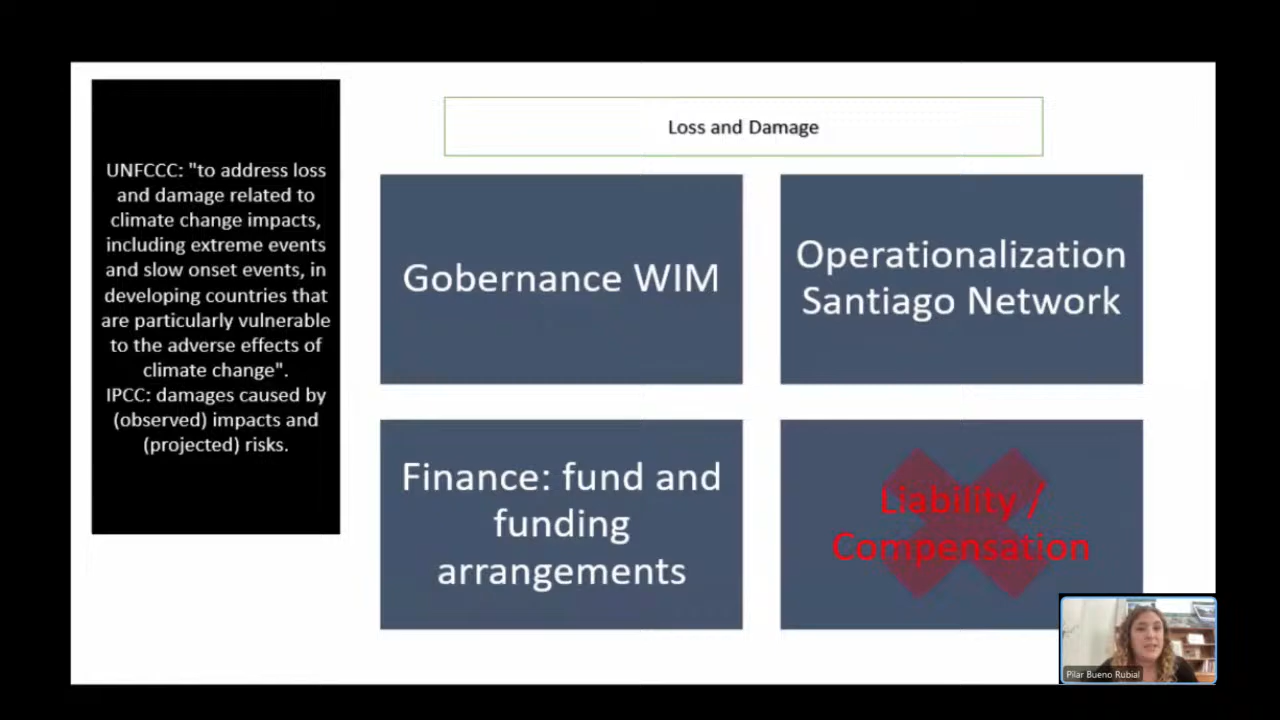 UNFCCC: "to address loss
and damage related to
climate change impacts,
including extreme events
and slow onset events, in
developing countries that
are particularly vulnerable
to the adverse effects of
climate change".
IPCC: damages caused by
(observed) impacts and
(projected) risks.
Loss and Damage
Gobernance WIM
Operationalization
Santiago Network
Finance: fund and
funding
arrangements
Liability /
Compensation
Pilar Bueno Rubial